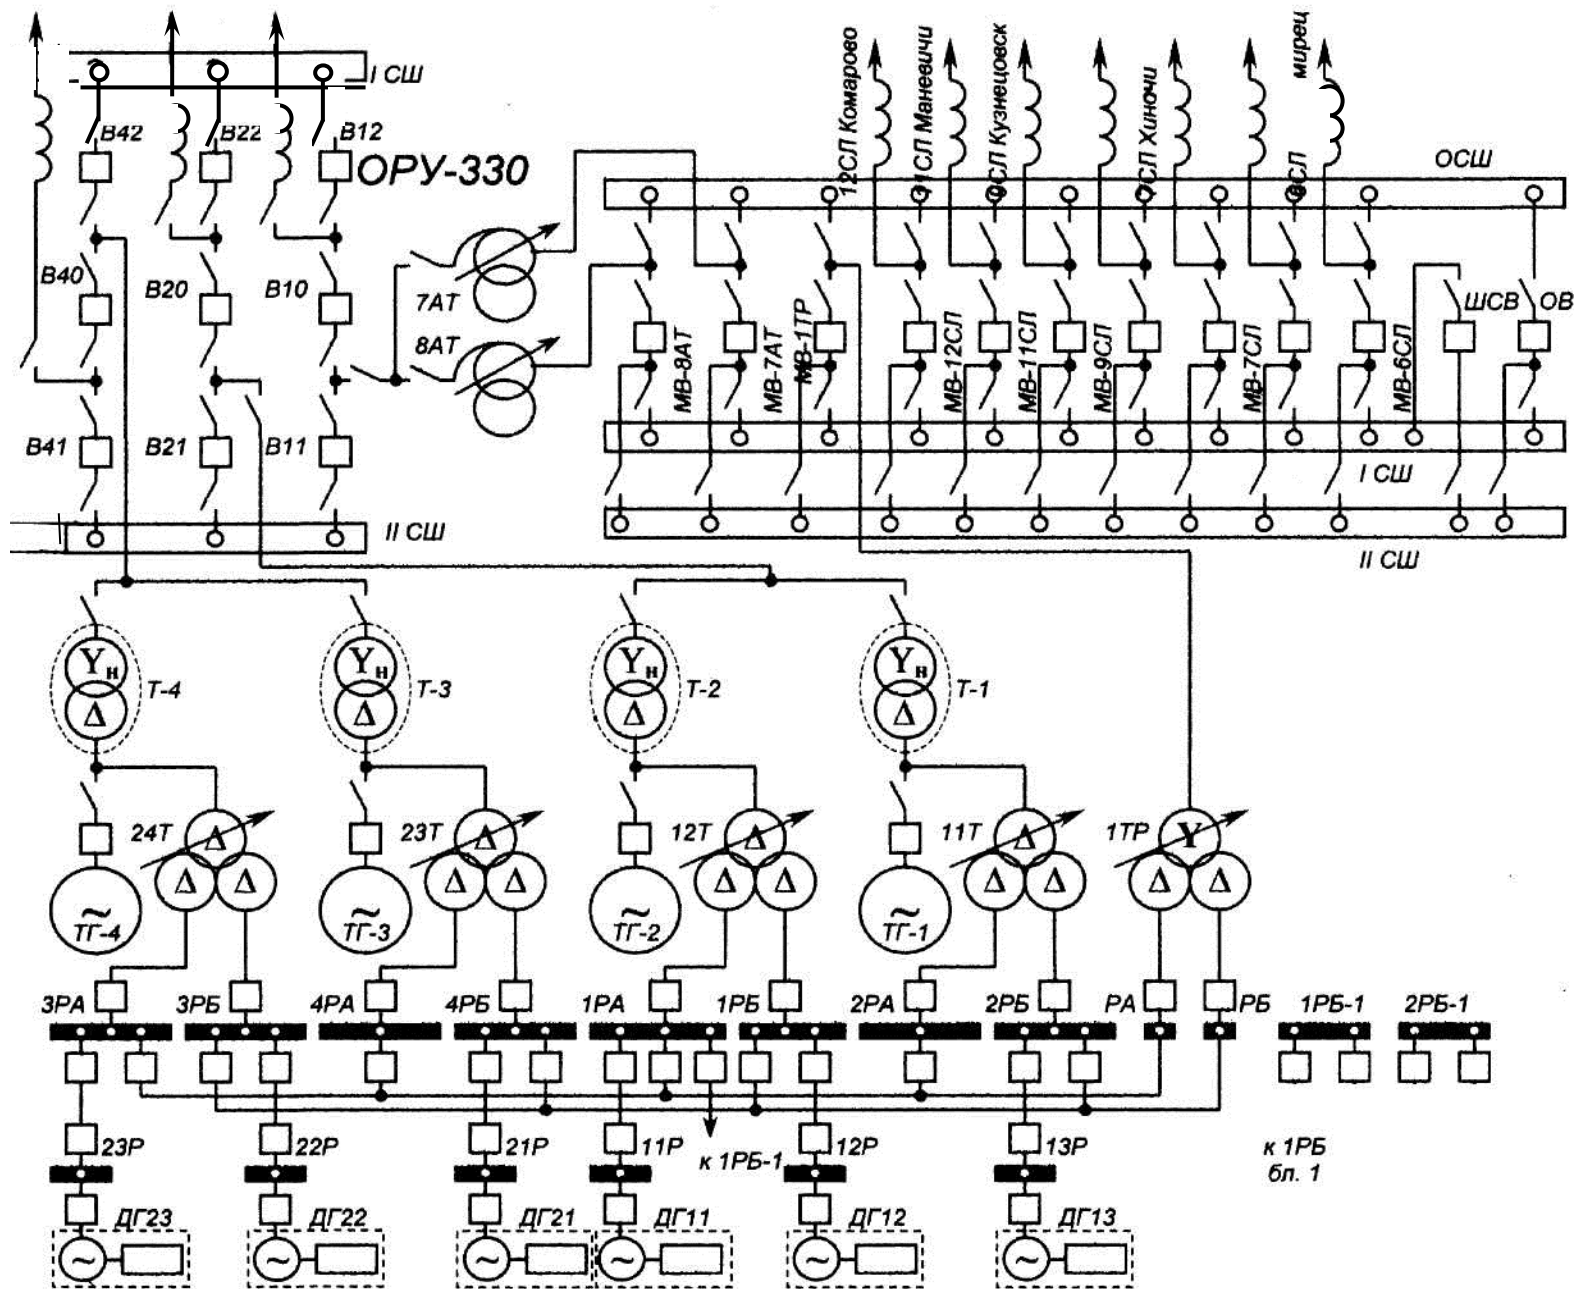 I СШ
В42
В22
В12
ОРУ-330
12СЛ Комарово
11СЛ Маневичи
9СЛ Кузнецовск
7СЛ Хиночи
6СЛ
мирец
ОСШ
В40
В20
В10
7АТ
8АТ
МВ-8АТ
МВ-7АТ
МВ-1ТР
МВ-12СЛ
МВ-11СЛ
МВ-9СЛ
МВ-7СЛ
МВ-6СЛ
ШСВ
ОВ
В41
В21
В11
I СШ
II СШ
II СШ
Yн
Δ
Т-4
Yн
Δ
Т-3
Yн
Δ
Т-2
Yн
Δ
Т-1
24Т
Δ
Δ
Δ
23Т
Δ
Δ
Δ
12Т
Δ
Δ
Δ
11Т
Δ
Δ
Δ
1ТР
Y
Δ
Δ
~
ТГ-4
~
ТГ-3
~
ТГ-2
~
ТГ-1
3РА
3РБ
4РА
4РБ
1РА
1РБ
2РА
2РБ
РА
РБ
1РБ-1
2РБ-1
23Р
22Р
21Р
11Р
к 1РБ-1
12Р
13Р
к 1РБ
бл. 1
ДГ23
ДГ22
ДГ21
ДГ11
ДГ12
ДГ13
~
~
~
~
~
~